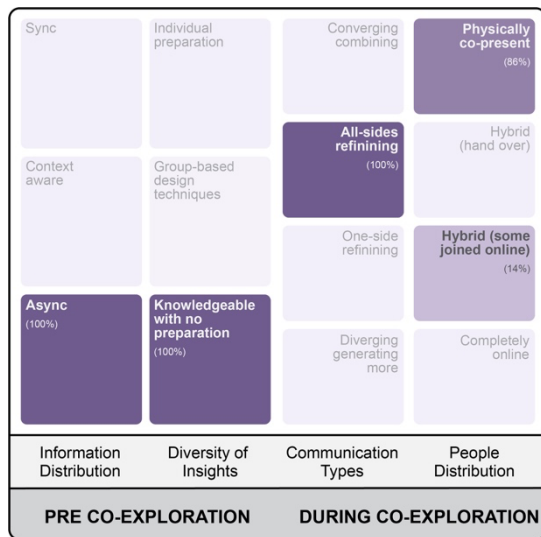 Sync
Individual
preparation
Converging
combining
Physically
co-present
(86%)
All-sides
refinining
(100%)
Hybrid
(hand over)
Context
aware
Group-based
design
techniques
One-side
refinining
Hybrid (some
joined online)
(14%)
Async
(100%)
Knowledgeable
with no
preparation
(100%)
Diverging
generating
more
Completely
online
Information
Distribution
Diversity of
Insights
Communication
Types
People
Distribution
PRE CO-EXPLORATION
DURING CO-EXPLORATION